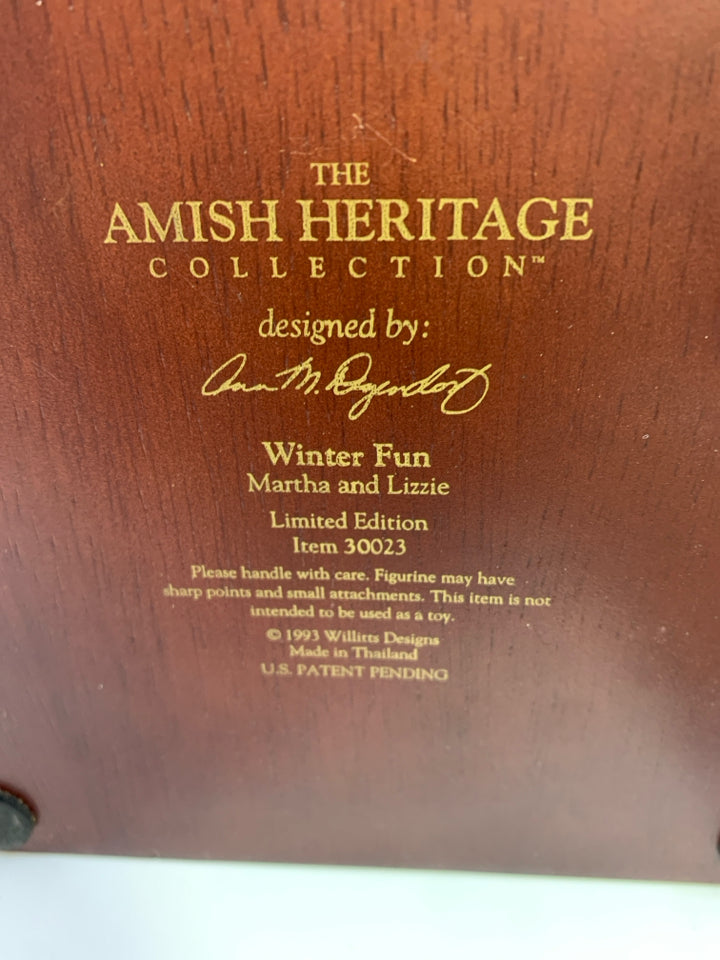 THE
AMISH HERITAGE
COLLECTION™
designed by:
Ann M. Dezendorf
Winter Fun
Martha and Lizzie
Limited Edition
Item 30023
Please handle with care. Figurine may have
sharp points and small attachments. This item is not
intended to be used as a toy.
© 1993 Willitts Designs
Made in Thailand
U.S. PATENT PENDING